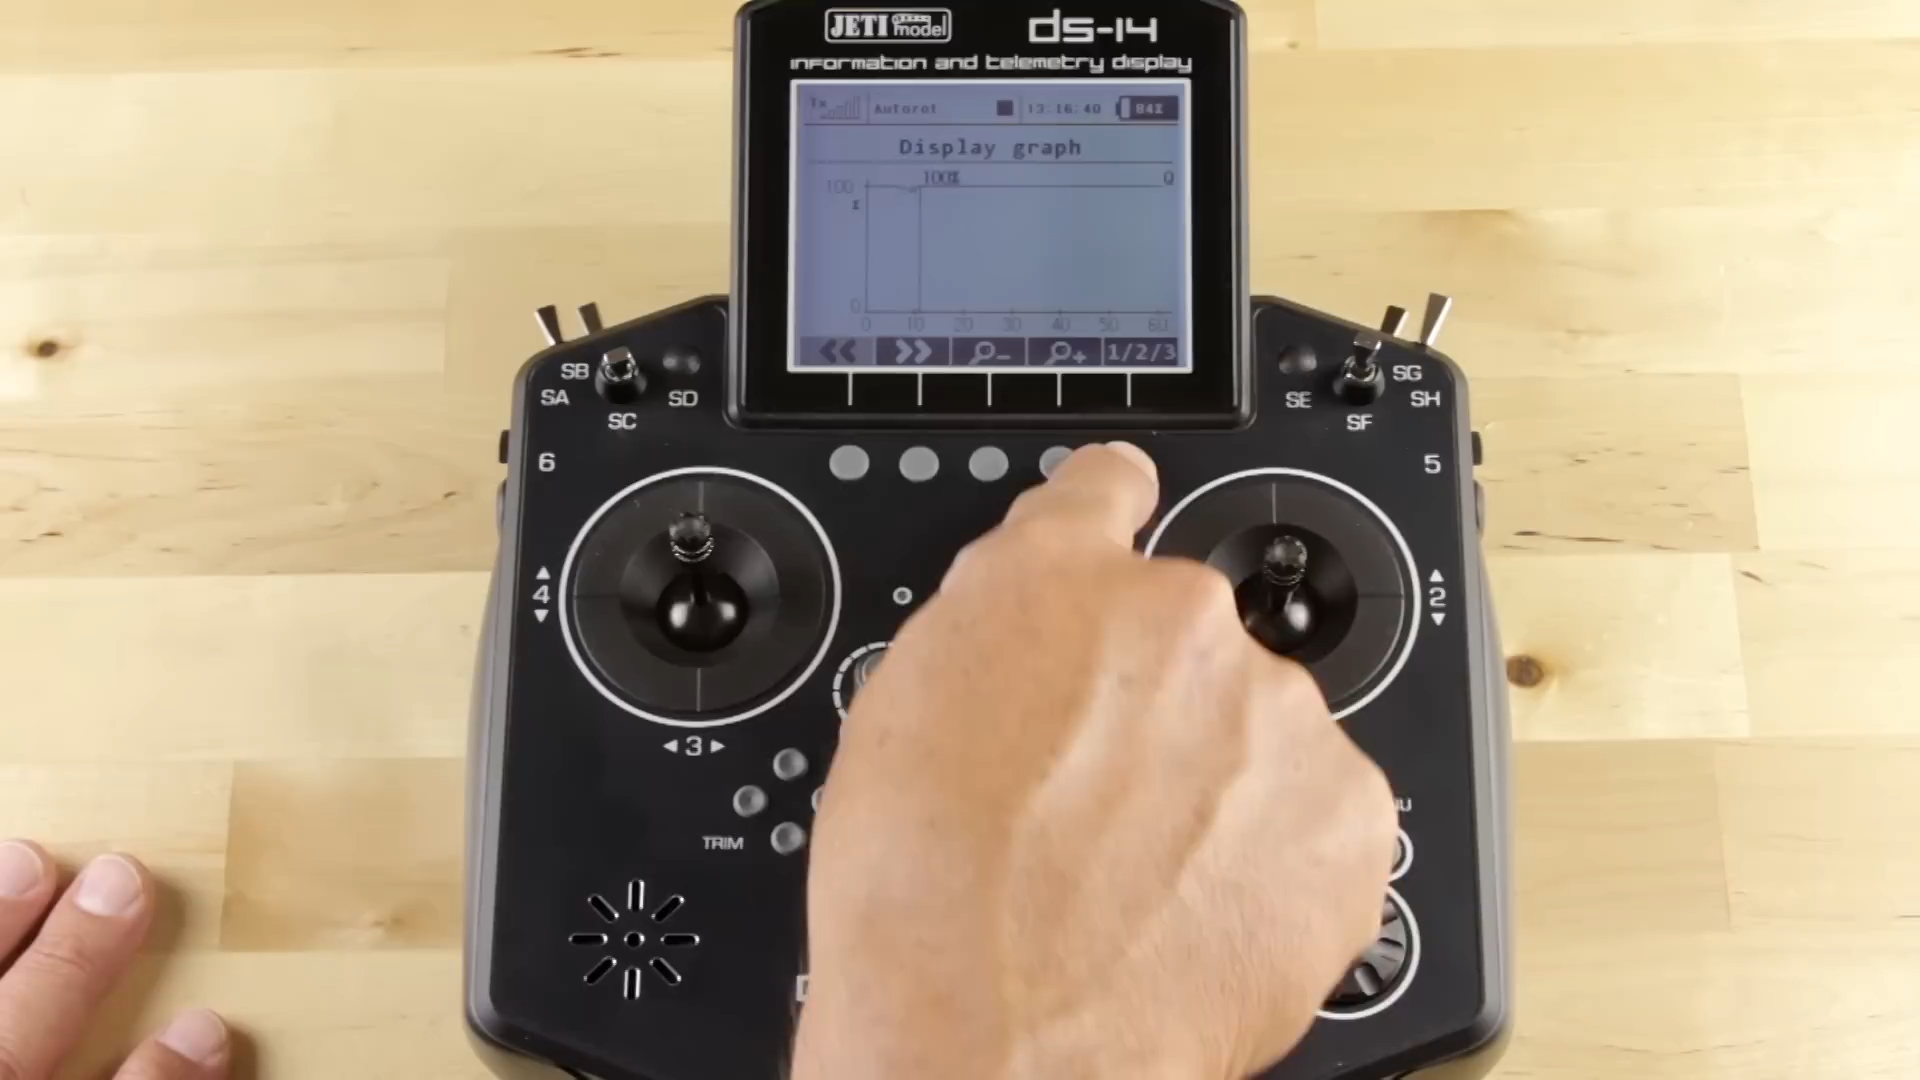 JETI model
ds-14
information and telemetry display
Tx Autorot 13:16:40 84%
Display graph
100% Q
100
%
0
0 10 20 30 40 50 60
<< >> - + 1/2/3
SB
SA
SC
SD
SE
SF
SG
SH
6
5
4
2
3
TRIM